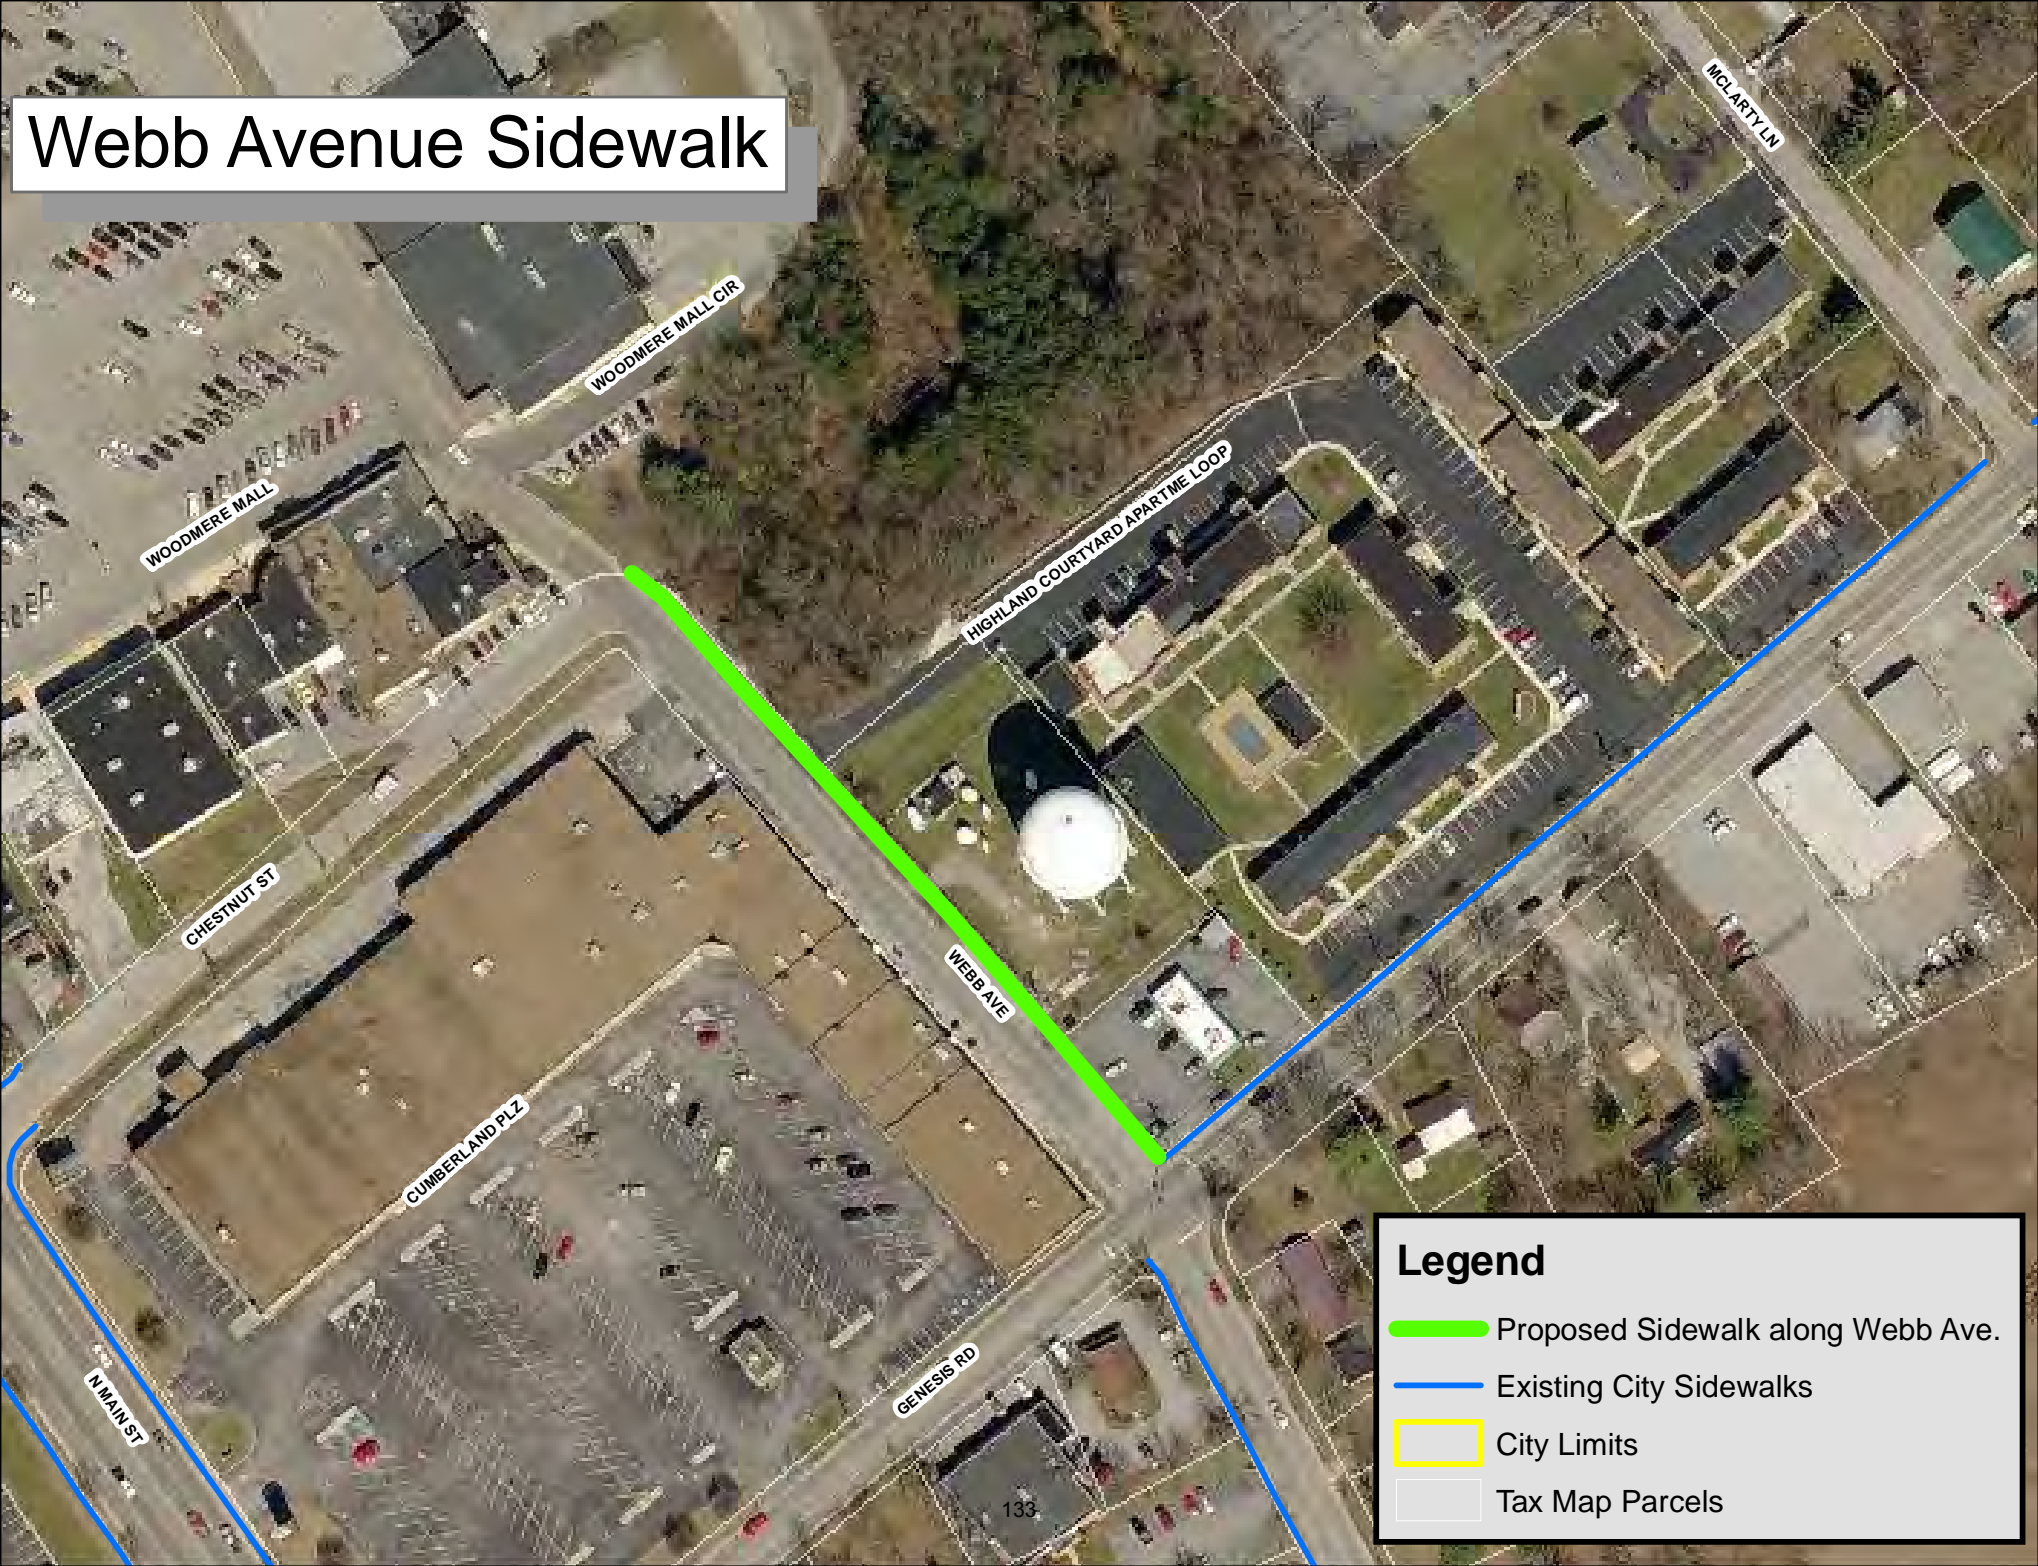 Webb Avenue Sidewalk
MCLARTY LN
WOODMERE MALL CIR
WOODMERE MALL
HIGHLAND COURTYARD APARTME LOOP
CHESTNUT ST
WEBB AVE
CUMBERLAND PLZ
GENESIS RD
N MAIN ST
Legend
Proposed Sidewalk along Webb Ave.
Existing City Sidewalks
City Limits
Tax Map Parcels
133